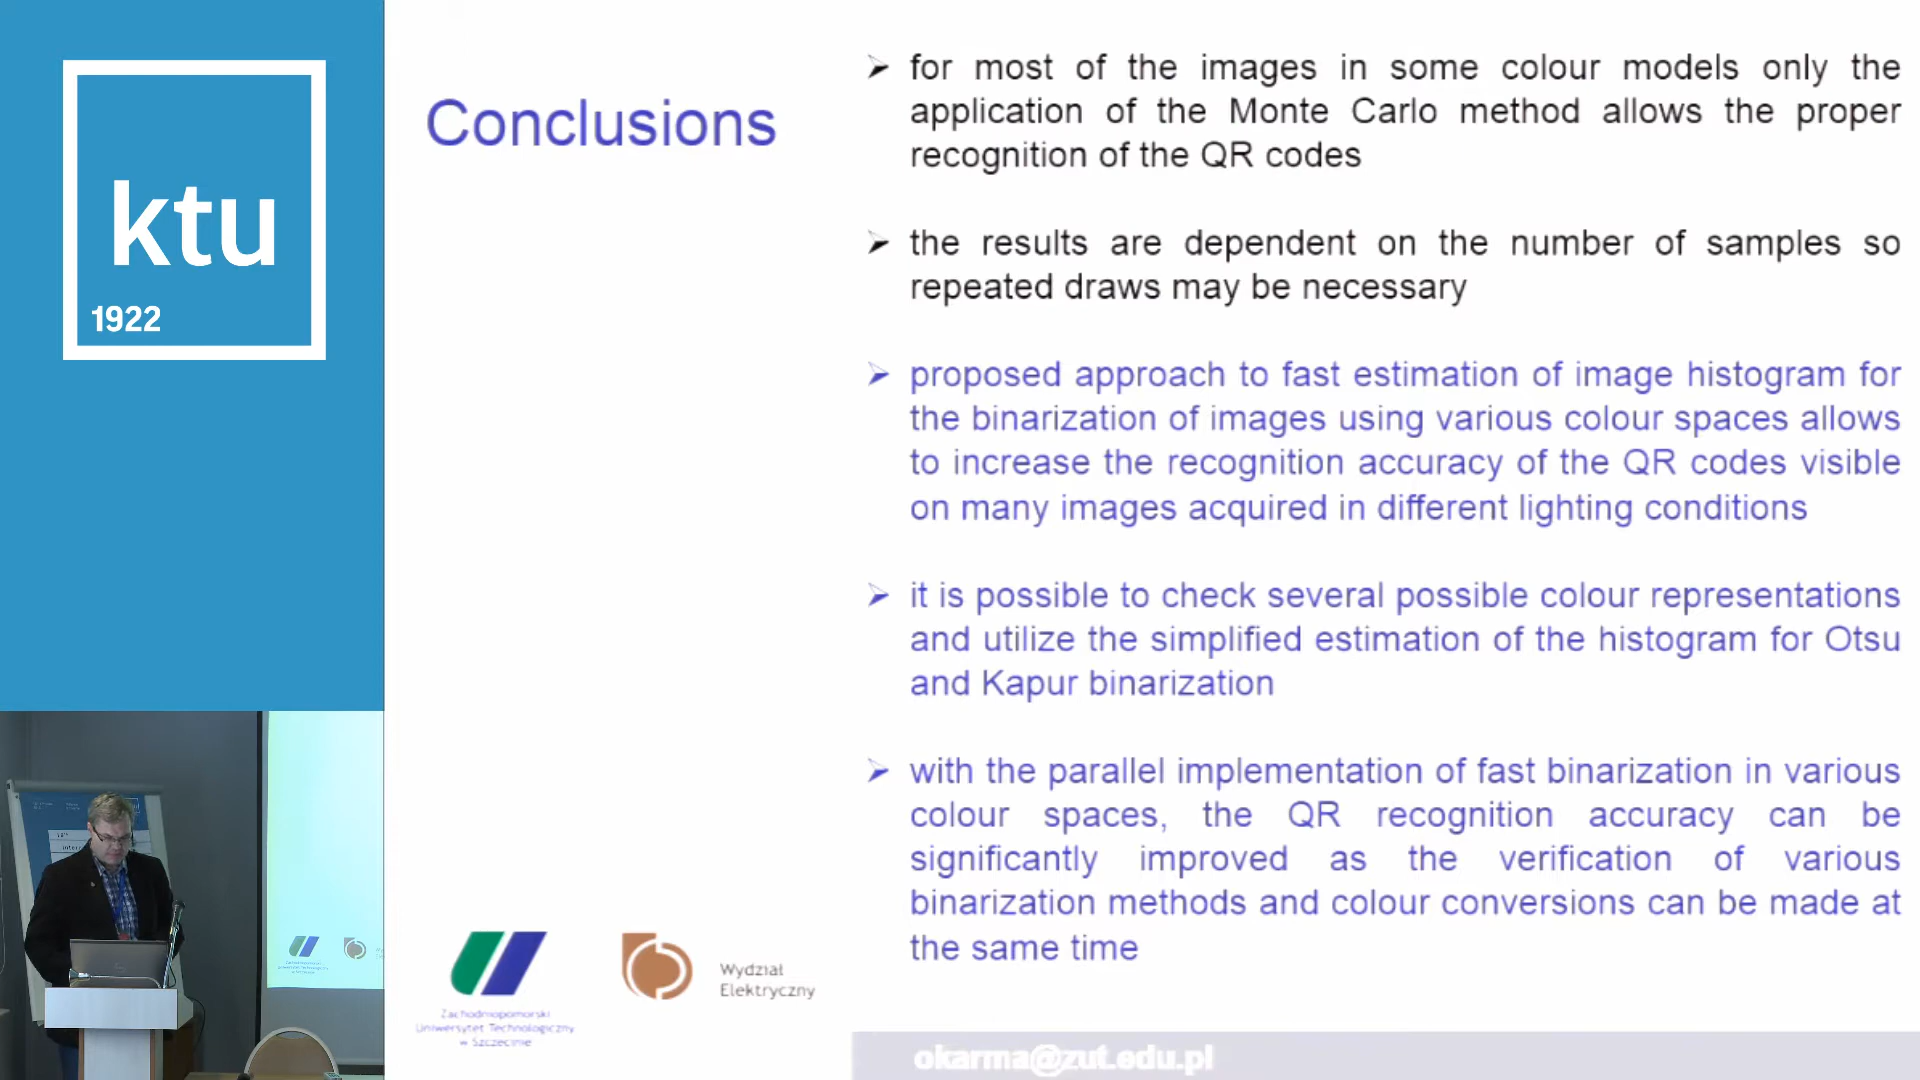 ktu
1922
Conclusions
for most of the images in some colour models only the
application of the Monte Carlo method allows the proper
recognition of the QR codes
the results are dependent on the number of samples so
repeated draws may be necessary
proposed approach to fast estimation of image histogram for
the binarization of images using various colour spaces allows
to increase the recognition accuracy of the QR codes visible
on many images acquired in different lighting conditions
it is possible to check several possible colour representations
and utilize the simplified estimation of the histogram for Otsu
and Kapur binarization
with the parallel implementation of fast binarization in various
colour spaces, the QR recognition accuracy can be
significantly improved as the verification of various
binarization methods and colour conversions can be made at
the same time
Zachodniopomorski
Uniwersytet Technologiczny
w Szczecinie
Wydział
Elektryczny
okarma@zut.edu.pl